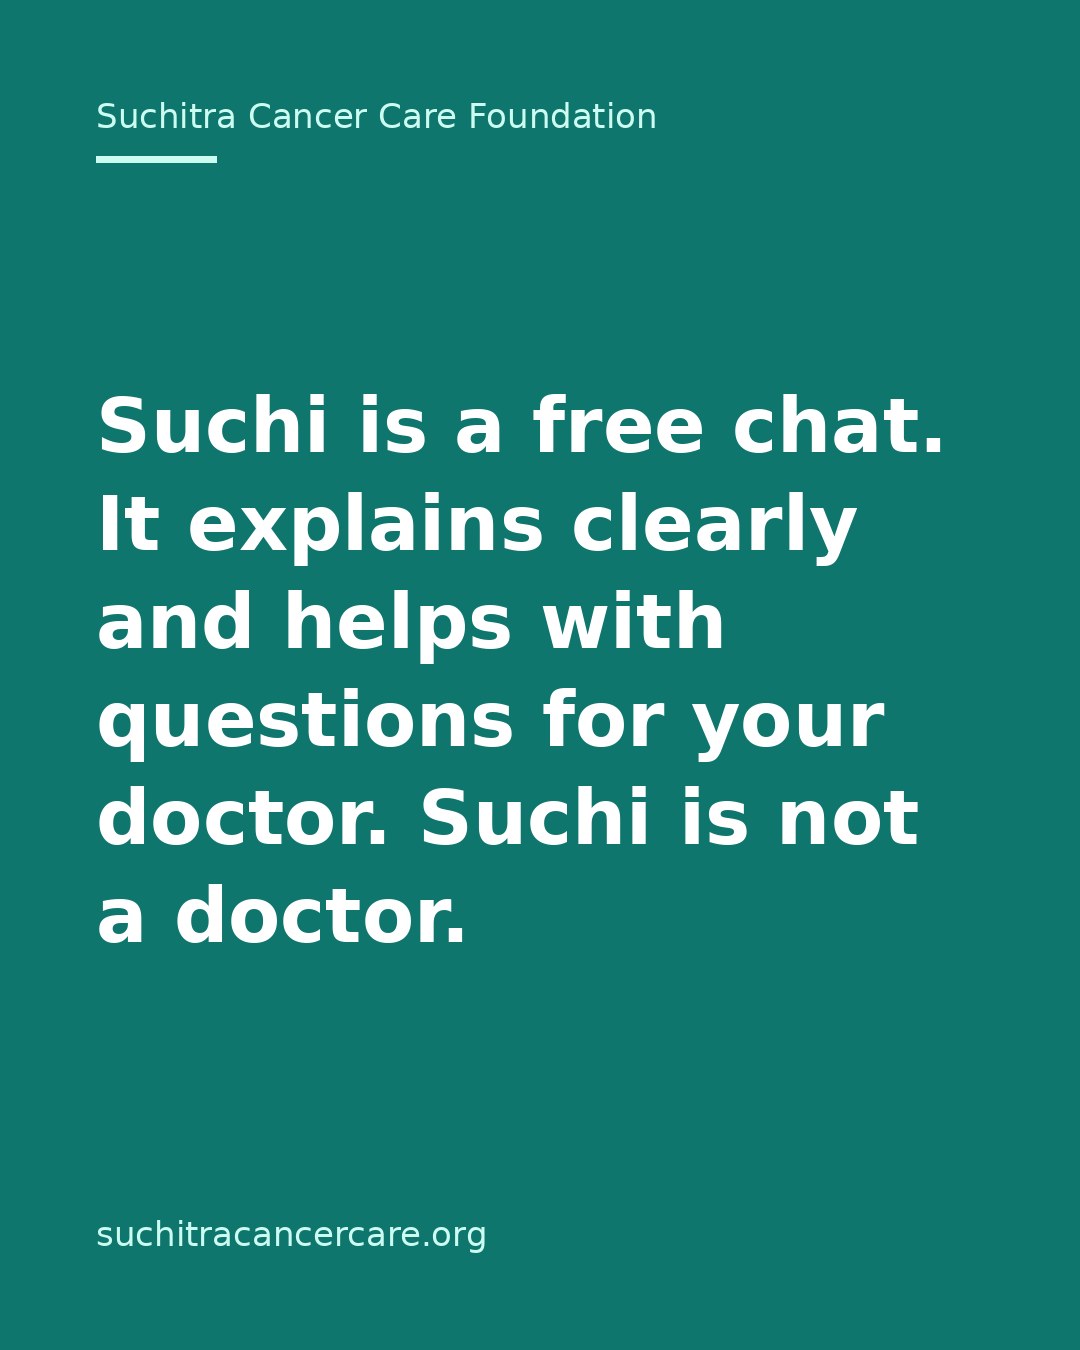 Suchitra Cancer Care Foundation
Suchi is a free chat.
It explains clearly
and helps with
questions for your
doctor. Suchi is not
a doctor.
suchitracancercare.org